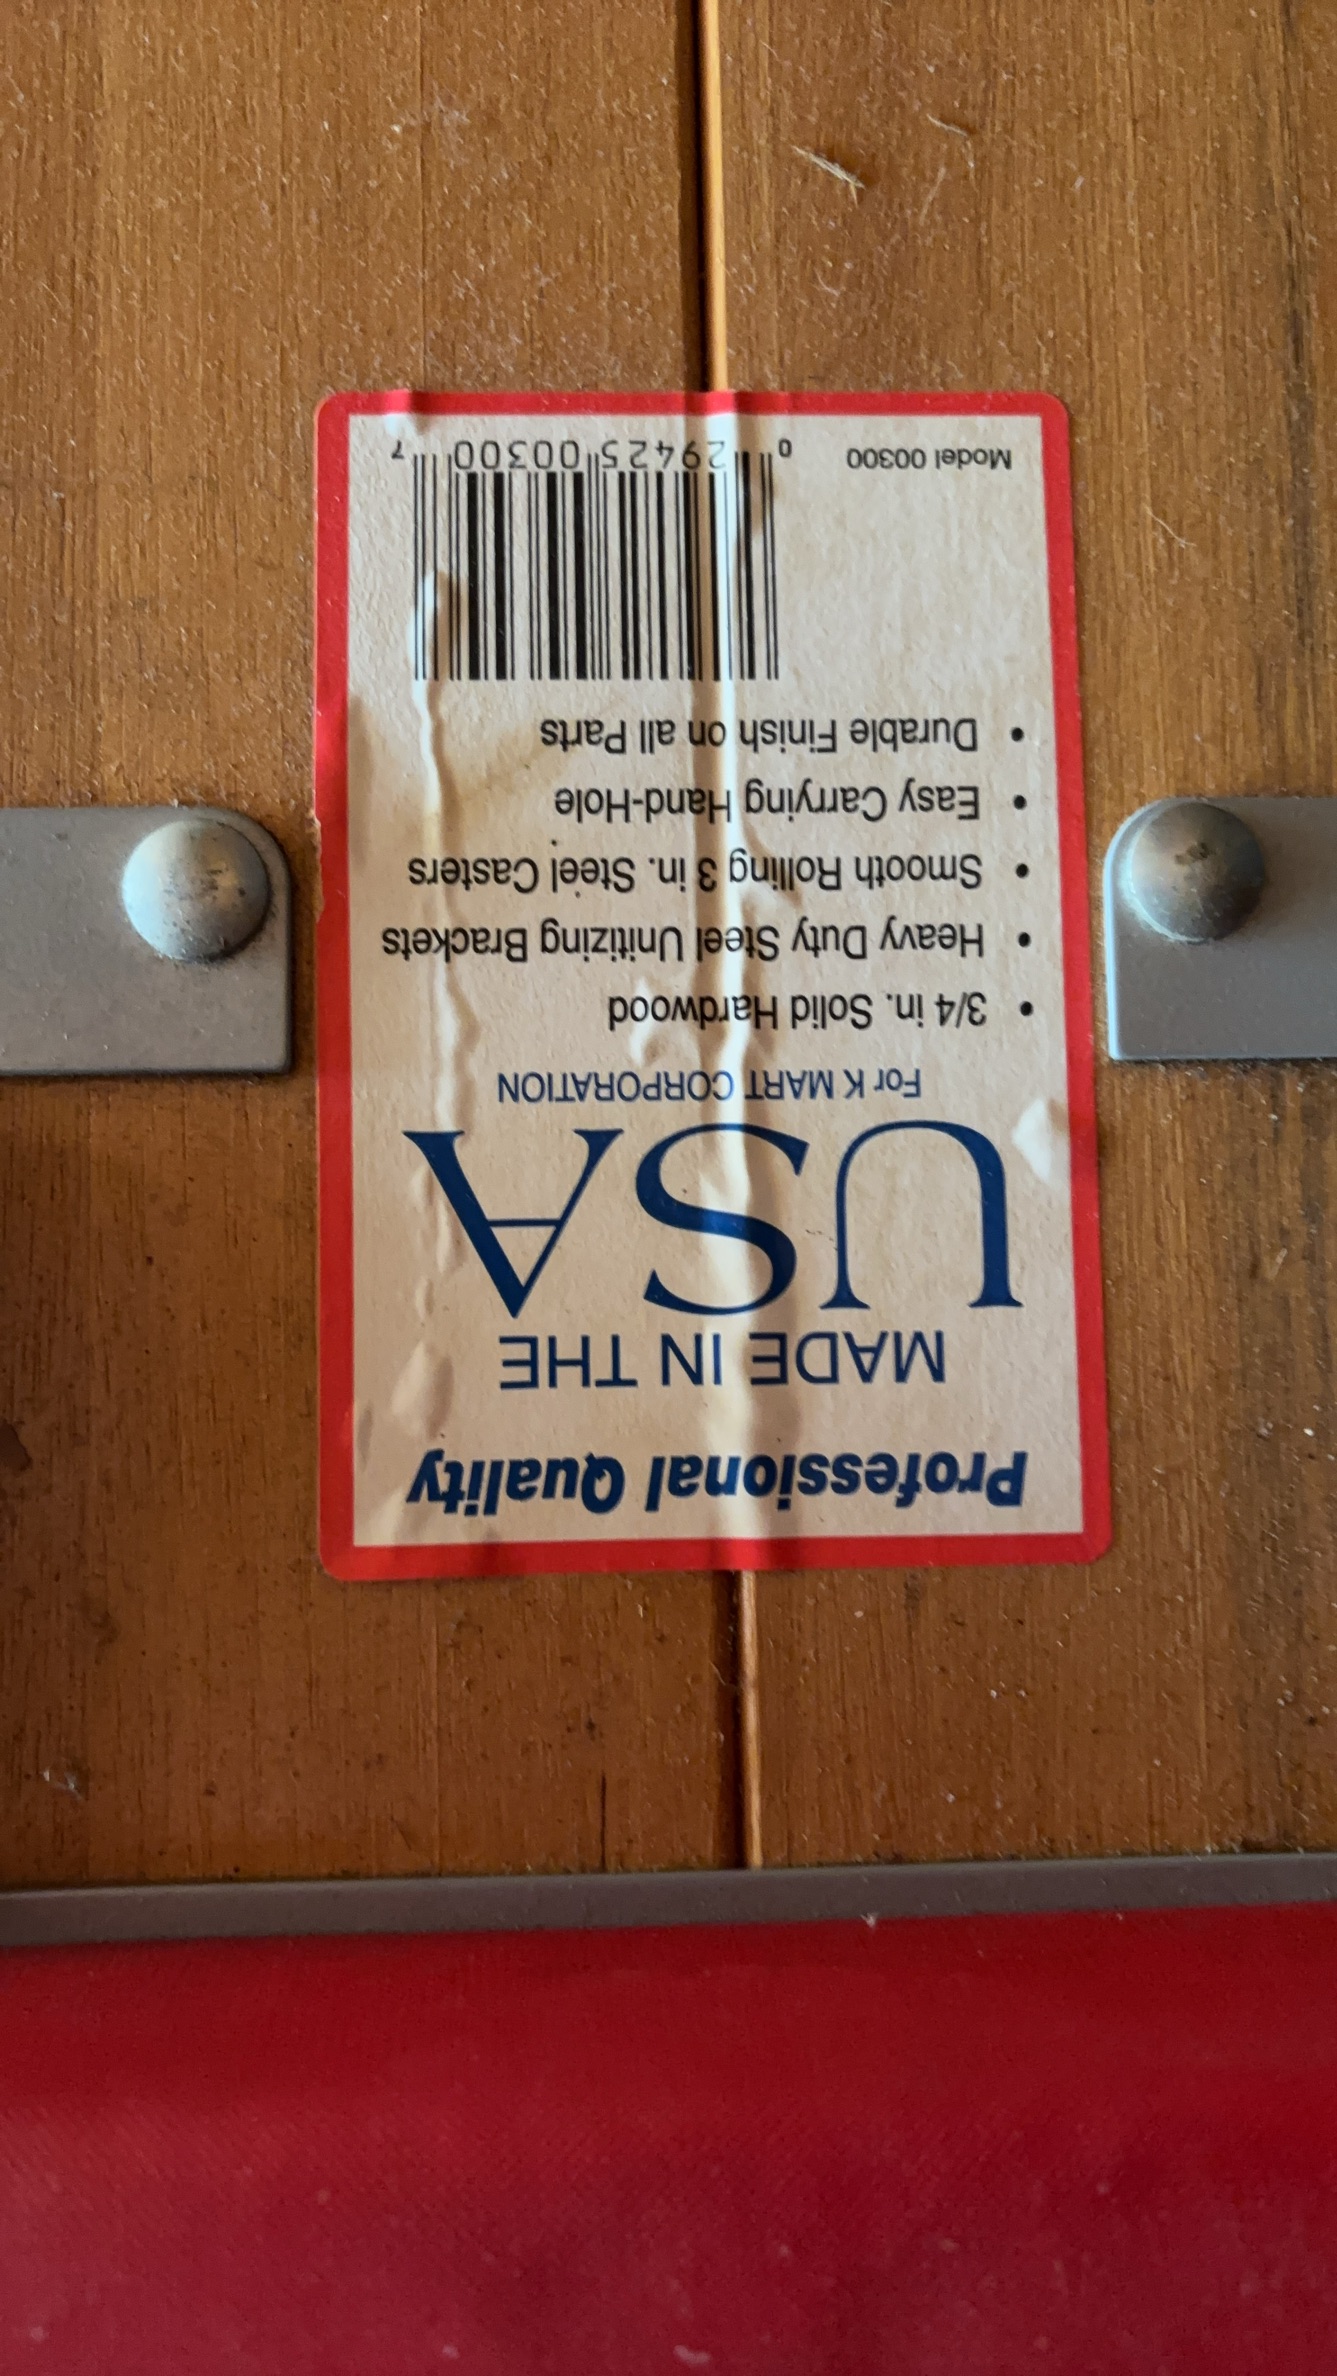 Professional Quality
MADE IN THE
USA
For K MART CORPORATION
• 3/4 in. Solid Hardwood
• Heavy Duty Steel Unitizing Brackets
• Smooth Rolling 3 in. Steel Casters
• Easy Carrying Hand-Hole
• Durable Finish on all Parts
Model 00300
0 29425 00300 7